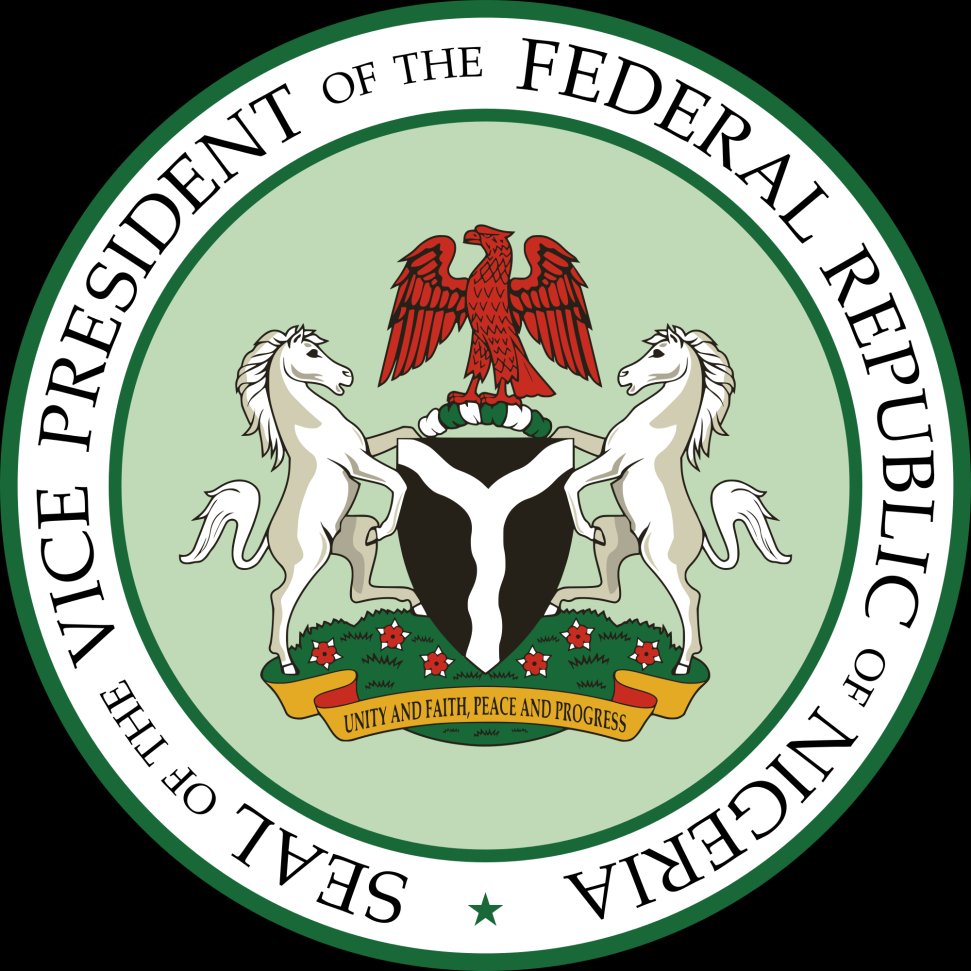 SEAL OF THE VICE PRESIDENT OF THE FEDERAL REPUBLIC OF NIGERIA
UNITY AND FAITH, PEACE AND PROGRESS